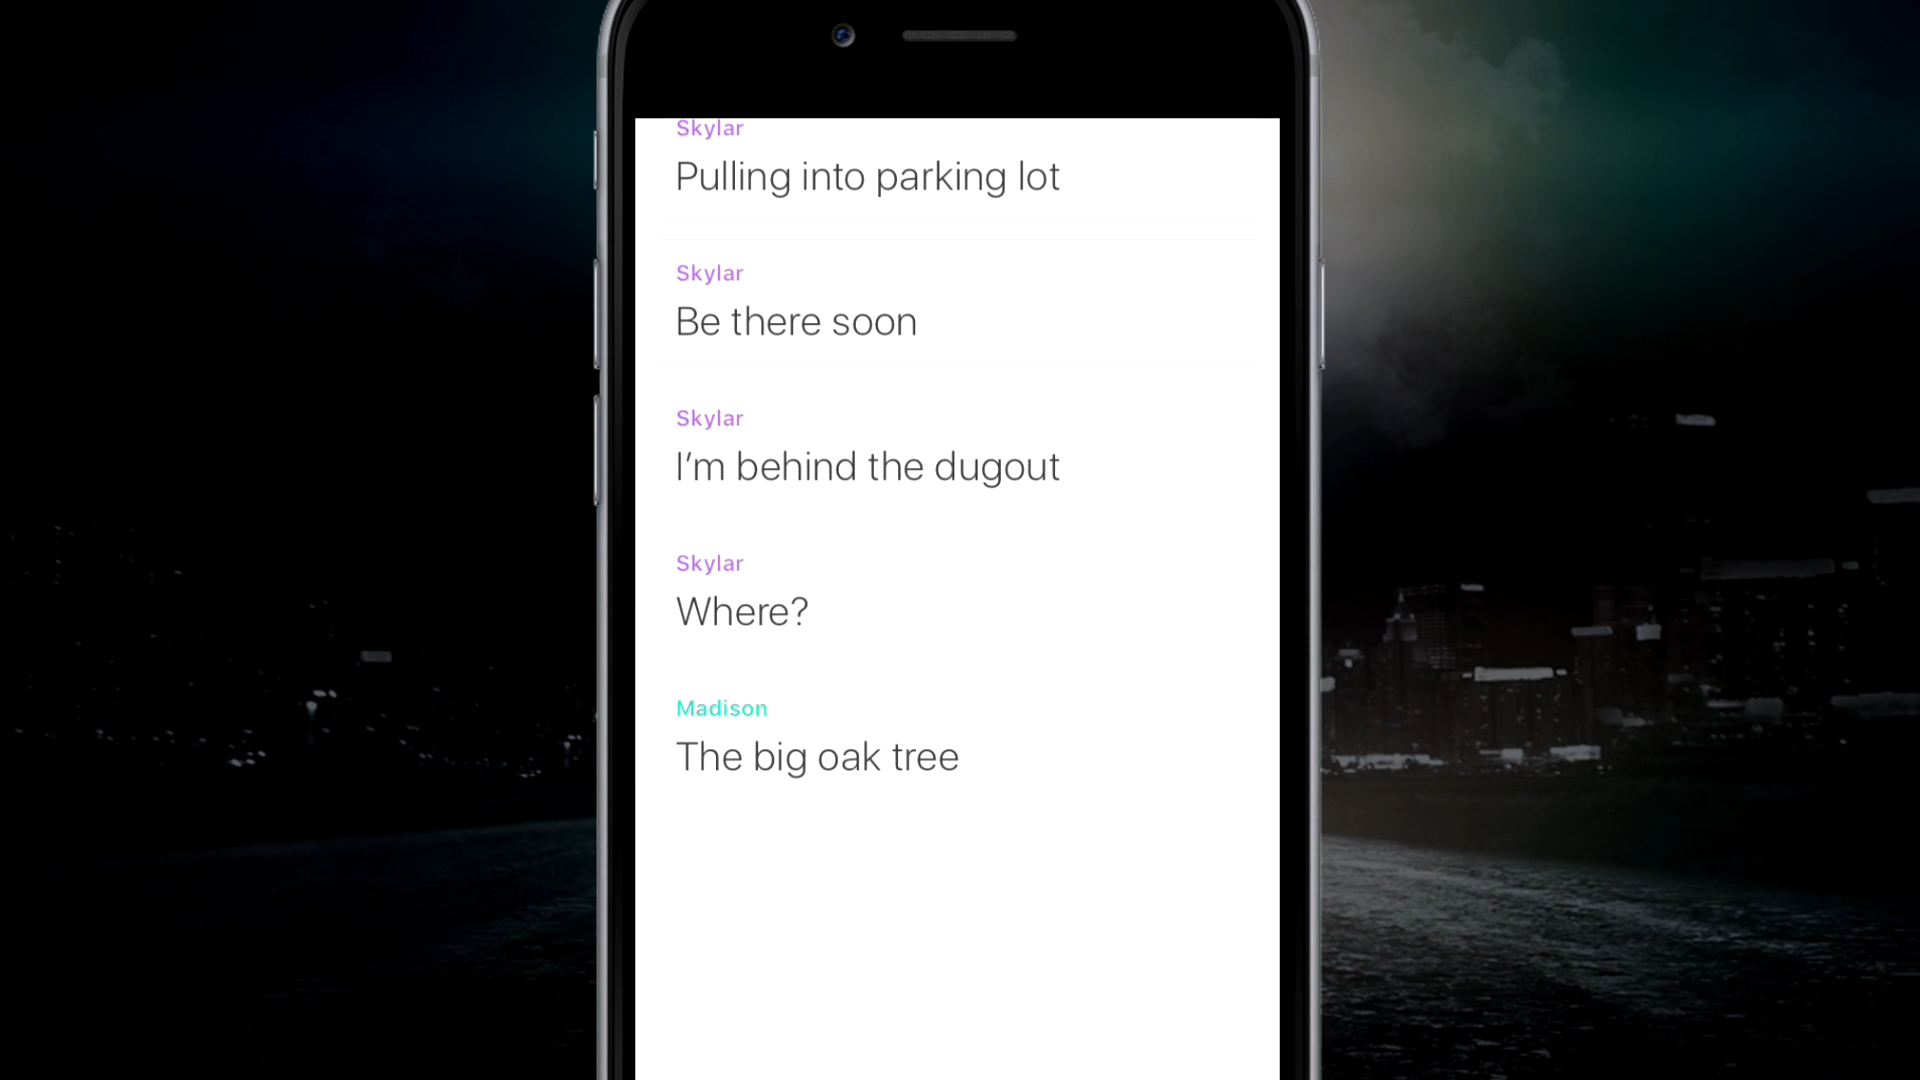 Skylar
Pulling into parking lot
Skylar
Be there soon
Skylar
I’m behind the dugout
Skylar
Where?
Madison
The big oak tree